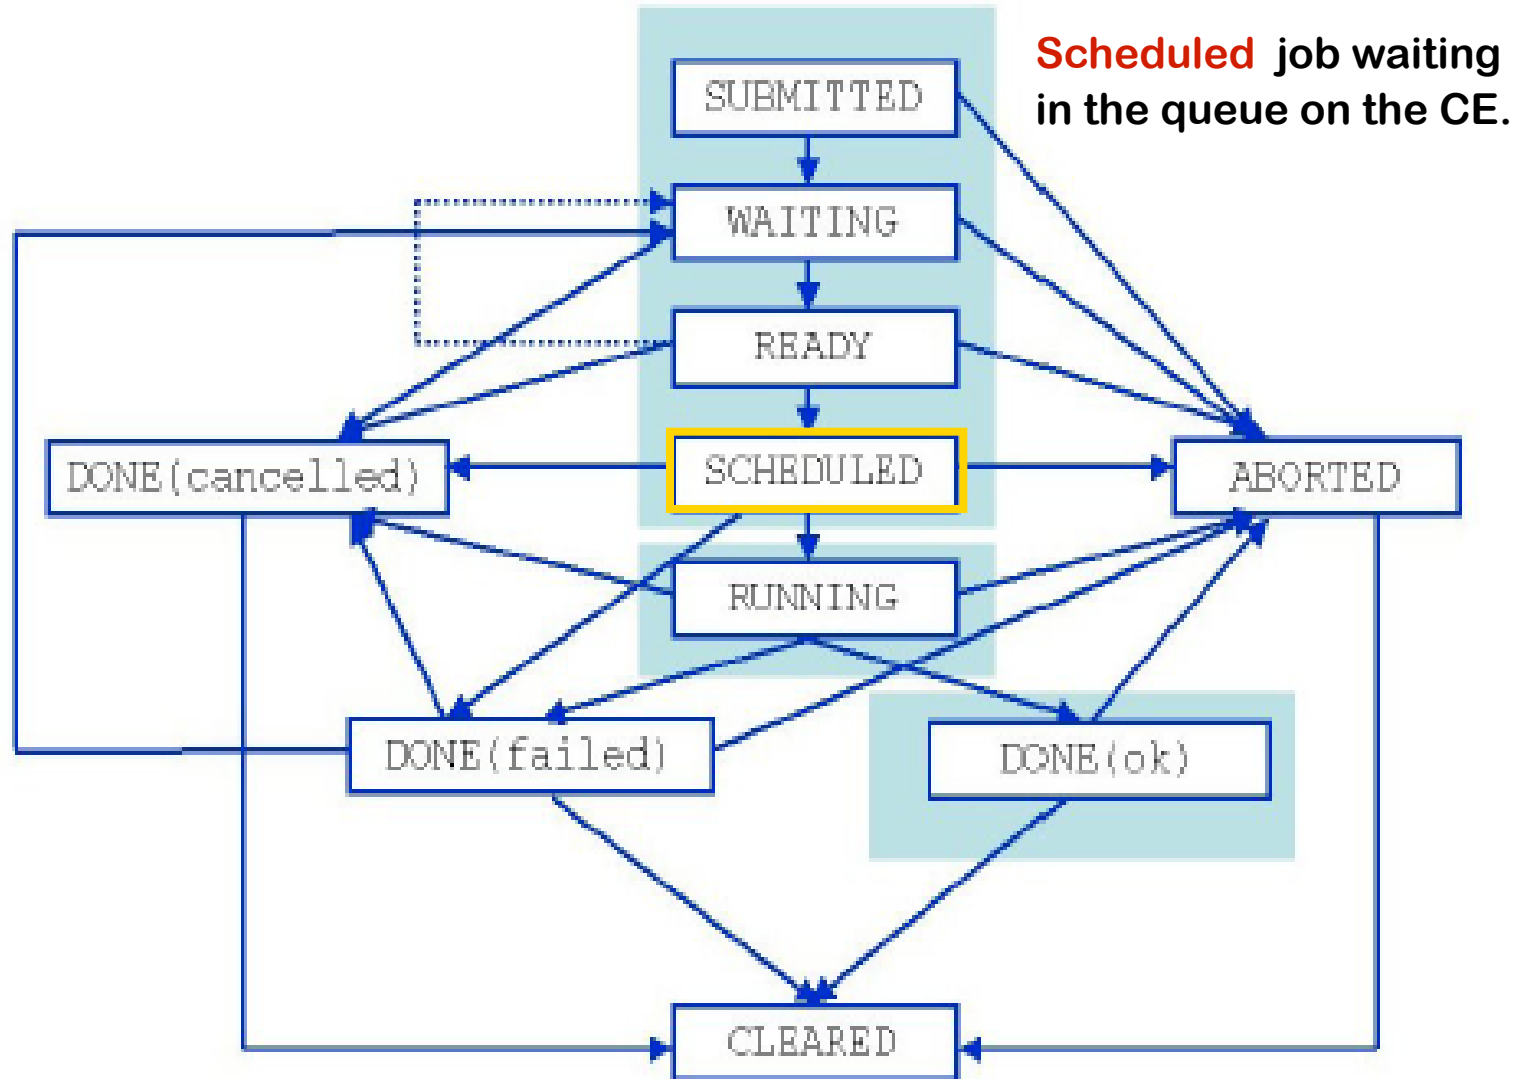 Scheduled job waiting
in the queue on the CE.
SUBMITTED
WAITING
READY
DONE(cancelled)
SCHEDULED
ABORTED
RUNNING
DONE(failed)
DONE(ok)
CLEARED